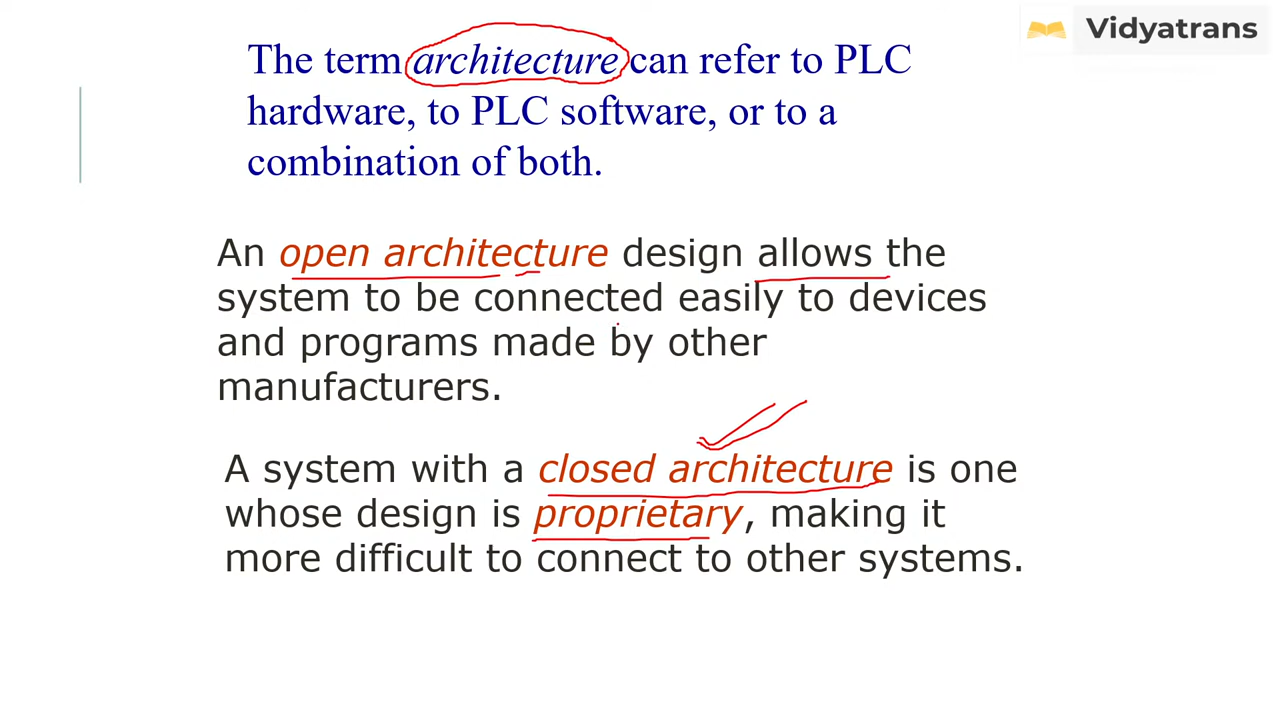 Vidyatrans
The term architecture can refer to PLC
hardware, to PLC software, or to a
combination of both.
An open architecture design allows the
system to be connected easily to devices
and programs made by other
manufacturers.
A system with a closed architecture is one
whose design is proprietary, making it
more difficult to connect to other systems.